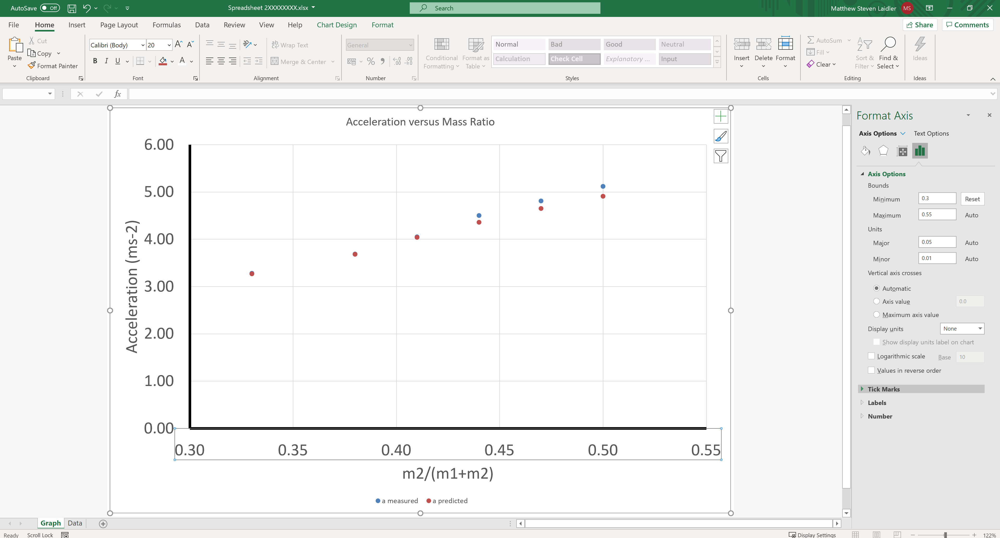 AutoSave Off Spreadsheet 2XXXXXXXX.xlsx Search Matthew Steven Laidler MS
File Home Insert Page Layout Formulas Data Review View Help Chart Design Format Share Comments
Paste
Cut
Copy
Format Painter
Clipboard
Calibri (Body) 20
B I U
Font
Wrap Text
Merge & Center
Alignment
General
Number
Conditional Formatting
Format as Table
Normal Bad Good Neutral
Calculation Check Cell Explanatory ... Input
Styles
Insert Delete Format
Cells
AutoSum
Fill
Clear
Sort & Filter
Find & Select
Editing
Ideas
Ideas
fx
Acceleration versus Mass Ratio
6.00
5.00
4.00
3.00
2.00
1.00
0.00
Acceleration (ms-2)
0.30 0.35 0.40 0.45 0.50 0.55
m2/(m1+m2)
a measured a predicted
Format Axis
Axis Options Text Options
Axis Options
Bounds
Minimum 0.3 Reset
Maximum 0.55 Auto
Units
Major 0.05 Auto
Minor 0.01 Auto
Vertical axis crosses
Automatic
Axis value 0.0
Maximum axis value
Display units None
Show display units label on chart
Logarithmic scale Base 10
Values in reverse order
Tick Marks
Labels
Number
Graph Data
Ready Scroll Lock Display Settings 122%